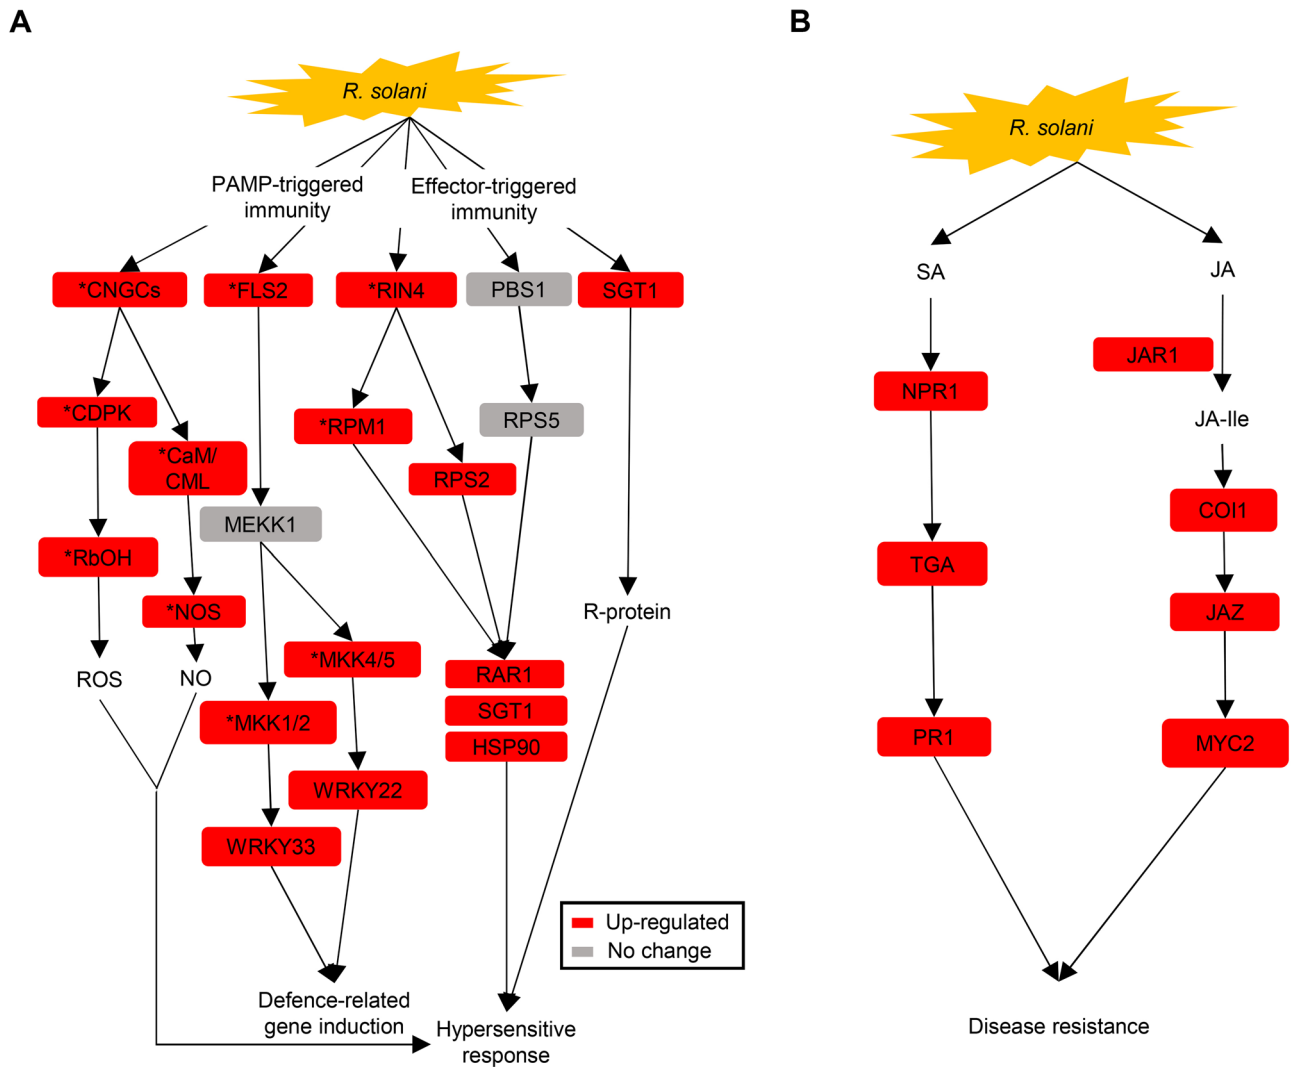 A
R. solani
PAMP-triggered
immunity
Effector-triggered
immunity
*CNGCs
*FLS2
*RIN4
PBS1
SGT1
*CDPK
*RPM1
RPS5
*CaM/
CML
RPS2
MEKK1
*RbOH
*NOS
R-protein
ROS
NO
*MKK4/5
RAR1
*MKK1/2
SGT1
HSP90
WRKY22
WRKY33
Up-regulated
No change
Defence-related
gene induction
Hypersensitive
response
B
R. solani
SA
JA
JAR1
NPR1
JA-Ile
COI1
TGA
JAZ
PR1
MYC2
Disease resistance